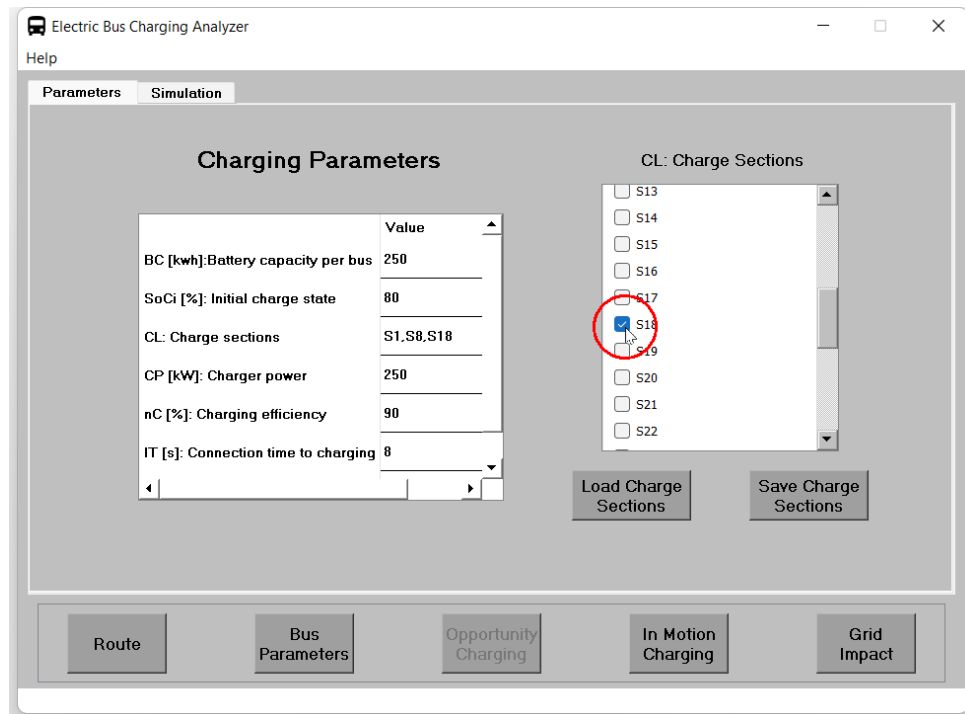 Electric Bus Charging Analyzer
Help
Parameters
Simulation
Charging Parameters
CL: Charge Sections
Value
BC [kwh]:Battery capacity per bus 250
SoCi [%]: Initial charge state 80
CL: Charge sections S1,S8,S18
CP [kW]: Charger power 250
nC [%]: Charging efficiency 90
IT [s]: Connection time to charging 8
S13
S14
S15
S16
S17
S18
S19
S20
S21
S22
Load Charge
Sections
Save Charge
Sections
Route
Bus
Parameters
Opportunity
Charging
In Motion
Charging
Grid
Impact